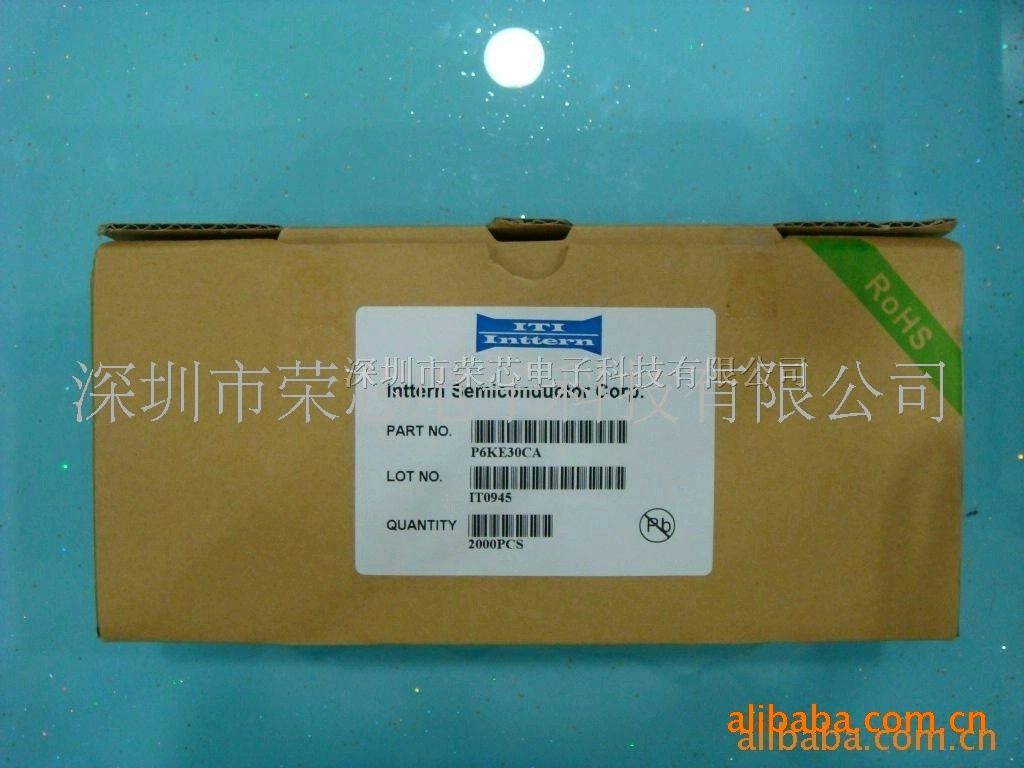 RoHS
ITI
Inttern
深圳市荣芯电子科技有限公司
深圳市荣芯电子科技有限公司
Inttern Semiconductor Corp.
PART NO.
P6KE30CA
LOT NO.
IT0945
QUANTITY
2000PCS
Pb
alibaba.com.cn
alibaba.com.cn